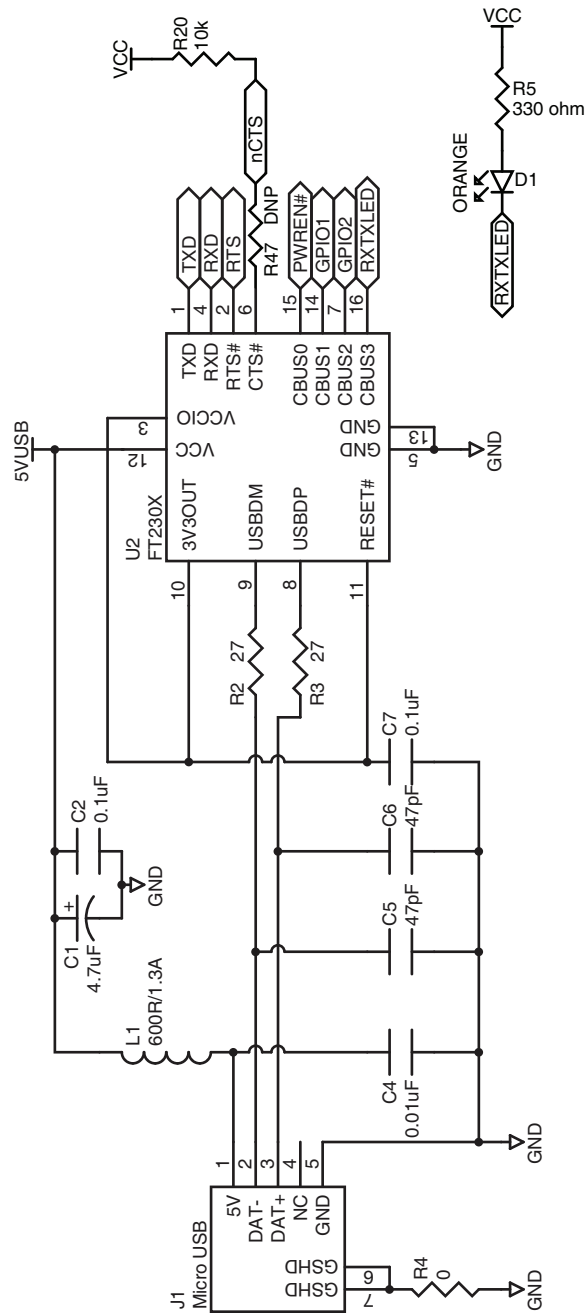 J1
Micro USB
5V
DAT-
DAT+
NC
GND
GSHD
GSHD
1
2
3
4
5
6
7
R4
0
GND
GND
L1
600R/1.3A
C4
0.01uF
C1
4.7uF
+
C2
0.1uF
GND
C5
47pF
C6
47pF
C7
0.1uF
R2
27
R3
27
5VUSB
U2
FT230X
3V3OUT
USBDM
USBDP
RESET#
10
9
8
11
VCC
VCCIO
12
3
GND
GND
5
13
GND
TXD
RXD
RTS#
CTS#
CBUS0
CBUS1
CBUS2
CBUS3
1
4
2
6
15
14
7
16
TXD
RXD
RTS
R47
DNP
nCTS
R20
10k
VCC
PWREN#
GPIO1
GPIO2
RXTXLED
RXTXLED
ORANGE
D1
R5
330 ohm
VCC